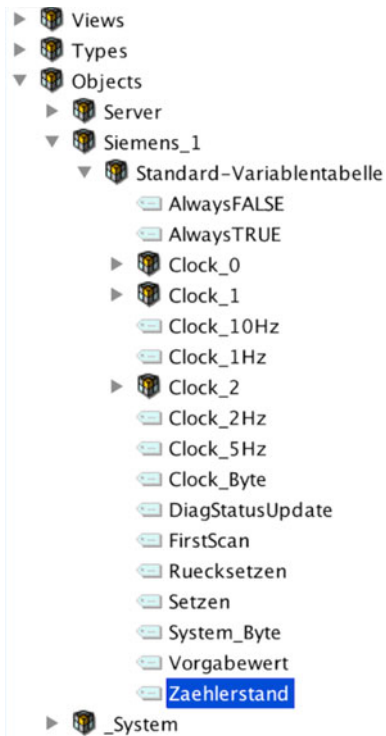 Views
Types
Objects
Server
Siemens_1
Standard-Variablentabelle
AlwaysFALSE
AlwaysTRUE
Clock_0
Clock_1
Clock_10Hz
Clock_1Hz
Clock_2
Clock_2Hz
Clock_5Hz
Clock_Byte
DiagStatusUpdate
FirstScan
Ruecksetzen
Setzen
System_Byte
Vorgabewert
Zaehlerstand
_System